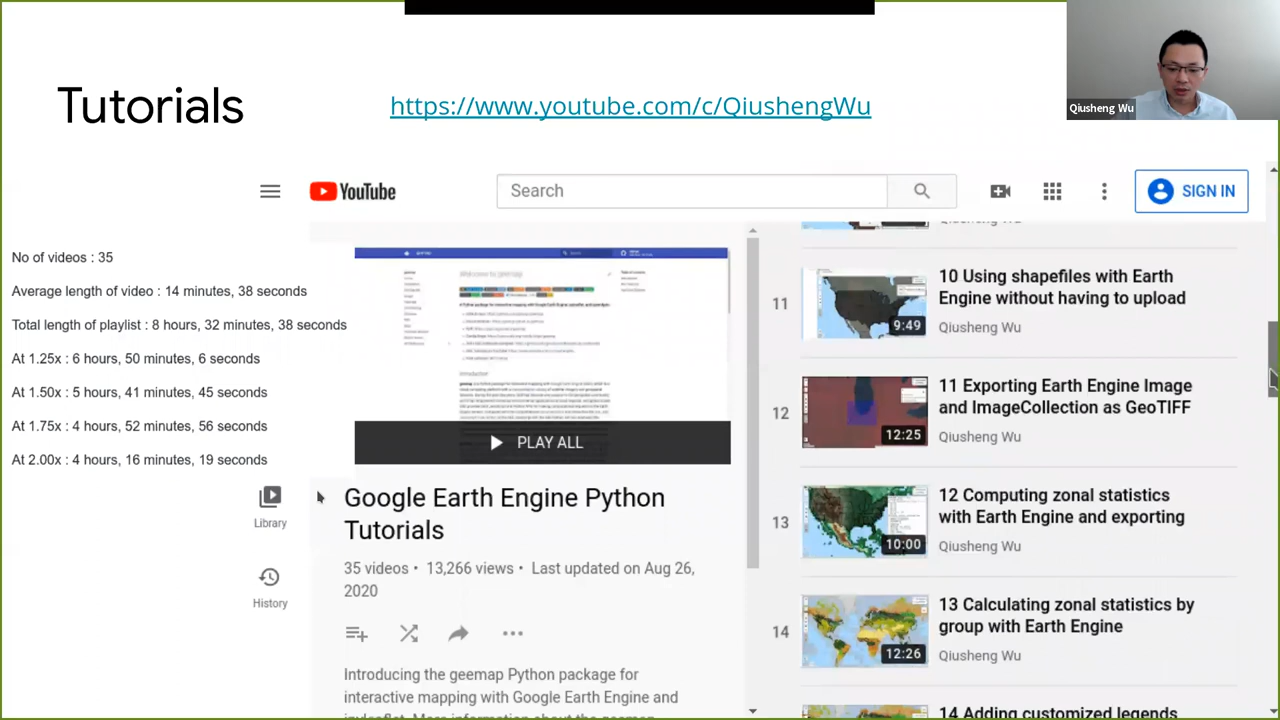 Tutorials
https://www.youtube.com/c/QiushengWu
Qiusheng Wu
YouTube
Search
SIGN IN
No of videos : 35
Average length of video : 14 minutes, 38 seconds
Total length of playlist : 8 hours, 32 minutes, 38 seconds
At 1.25x : 6 hours, 50 minutes, 6 seconds
At 1.50x : 5 hours, 41 minutes, 45 seconds
At 1.75x : 4 hours, 52 minutes, 56 seconds
At 2.00x : 4 hours, 16 minutes, 19 seconds
Library
History
Welcome to geemap
Introduction
PLAY ALL
Google Earth Engine Python
Tutorials
35 videos • 13,266 views • Last updated on Aug 26,
2020
Introducing the geemap Python package for
interactive mapping with Google Earth Engine and
Qiusheng Wu
11
9:49
10 Using shapefiles with Earth
Engine without having to upload
Qiusheng Wu
12
12:25
11 Exporting Earth Engine Image
and ImageCollection as GeoTIFF
Qiusheng Wu
13
10:00
12 Computing zonal statistics
with Earth Engine and exporting
Qiusheng Wu
14
12:26
13 Calculating zonal statistics by
group with Earth Engine
Qiusheng Wu
14 Adding customized legends